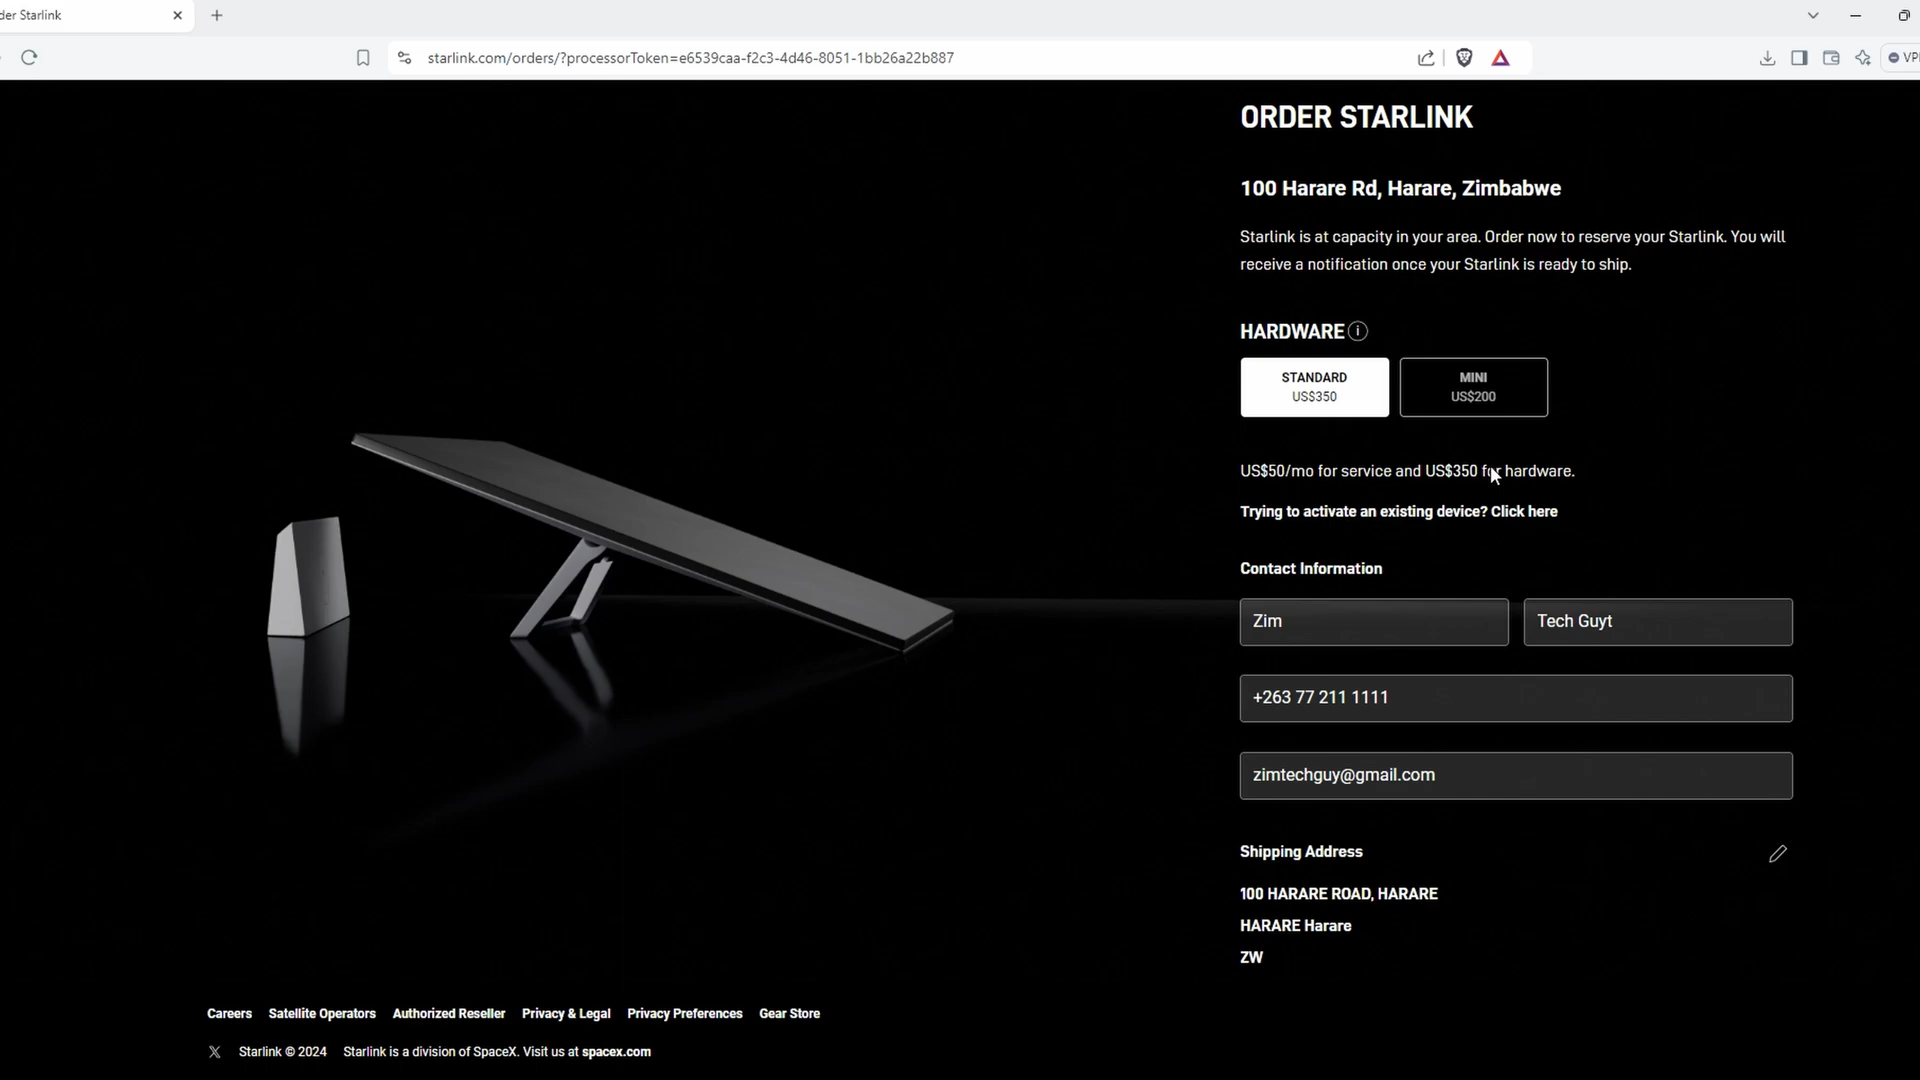 der Starlink
starlink.com/orders/?processorToken=e6539caa-f2c3-4d46-8051-1bb26a22b887
VP
ORDER STARLINK
100 Harare Rd, Harare, Zimbabwe
Starlink is at capacity in your area. Order now to reserve your Starlink. You will
receive a notification once your Starlink is ready to ship.
HARDWARE
STANDARD
US$350
MINI
US$200
US$50/mo for service and US$350 for hardware.
Trying to activate an existing device? Click here
Contact Information
Zim
Tech Guyt
+263 77 211 1111
zimtechguy@gmail.com
Shipping Address
100 HARARE ROAD, HARARE
HARARE Harare
ZW
Careers Satellite Operators Authorized Reseller Privacy & Legal Privacy Preferences Gear Store
Starlink © 2024 Starlink is a division of SpaceX. Visit us at spacex.com